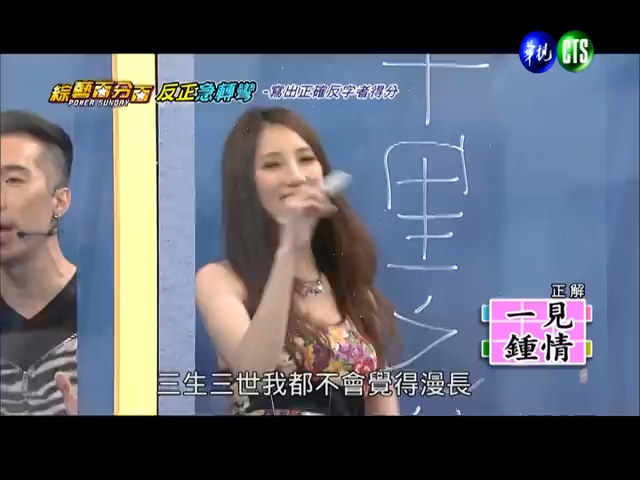 華視 CTS
綜藝百分百
POWER SUNDAY
反正急轉彎 -寫出正確反字者得分
正解
一見
鍾情
三生三世我都不會覺得漫長